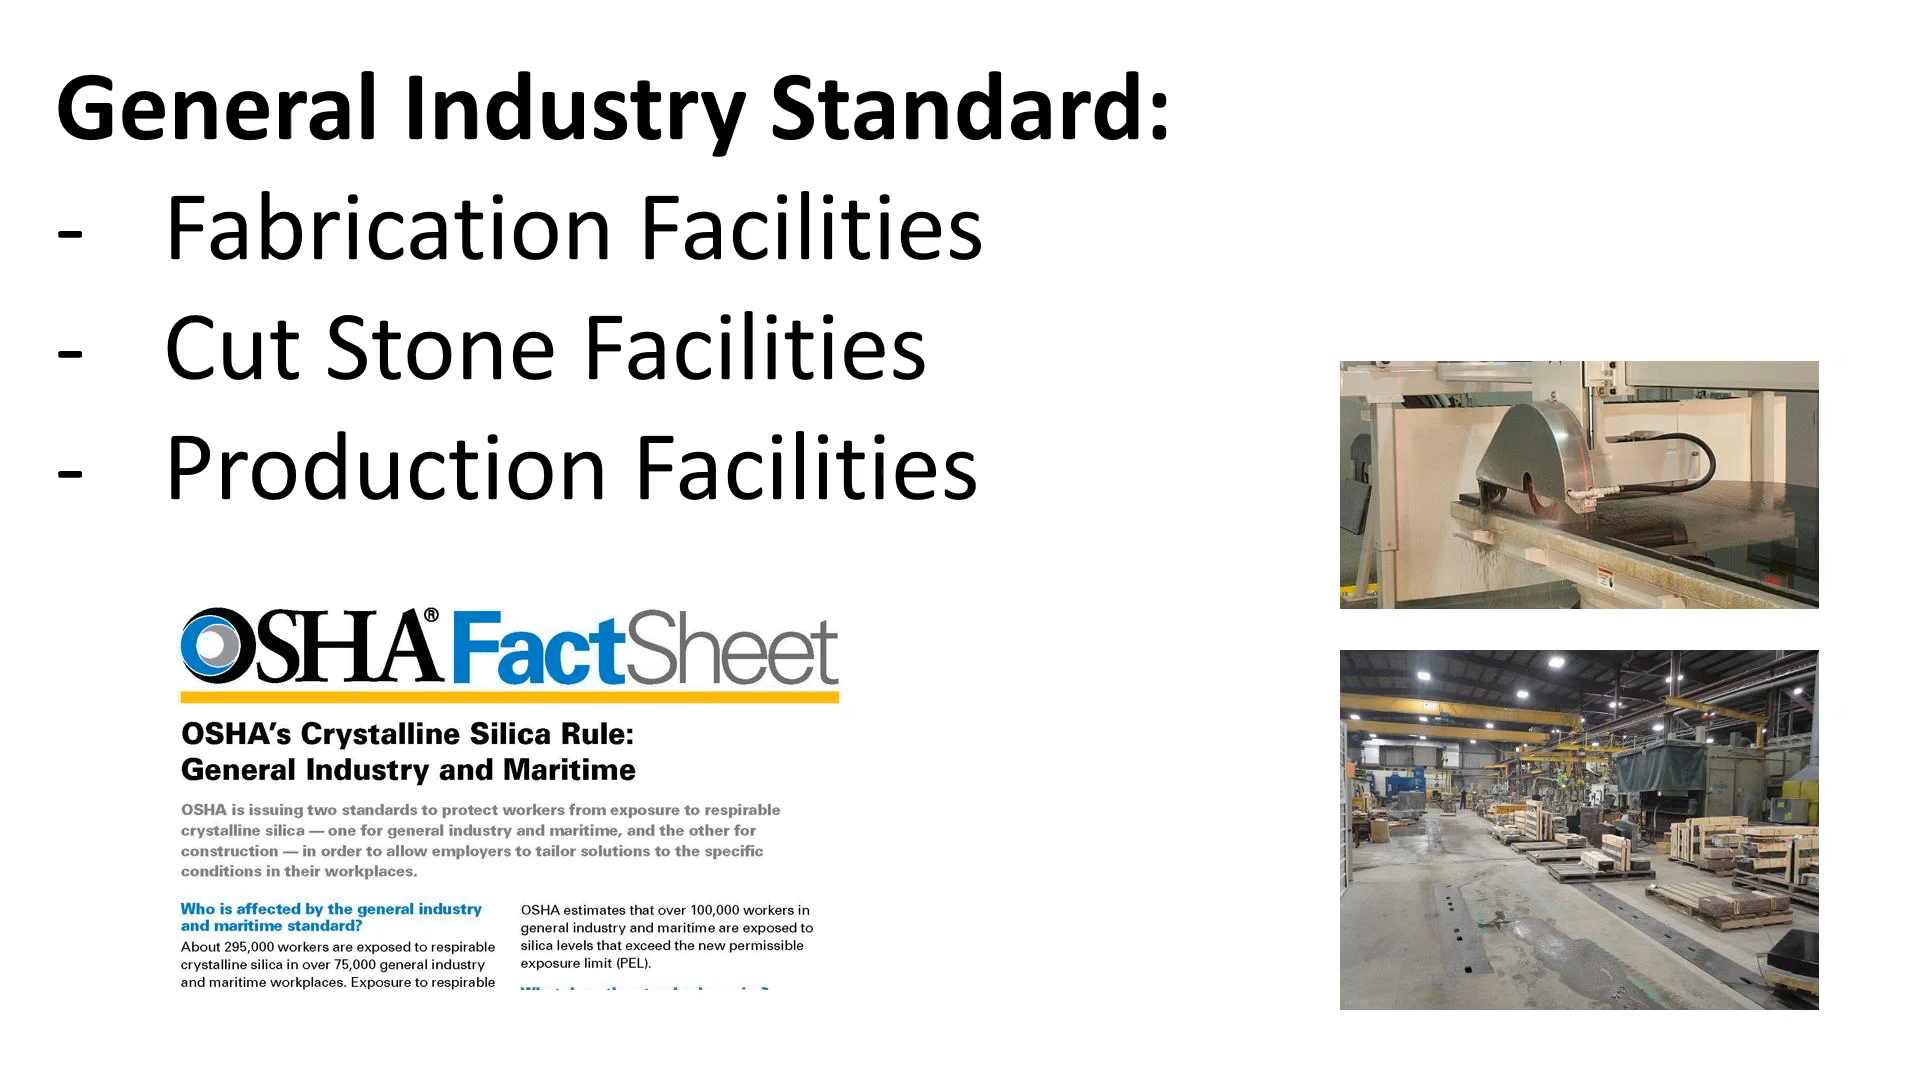 General Industry Standard:
- Fabrication Facilities
- Cut Stone Facilities
- Production Facilities
OSHA® FactSheet
OSHA's Crystalline Silica Rule:
General Industry and Maritime
OSHA is issuing two standards to protect workers from exposure to respirable
crystalline silica — one for general industry and maritime, and the other for
construction — in order to allow employers to tailor solutions to the specific
conditions in their workplaces.
Who is affected by the general industry
and maritime standard?
About 295,000 workers are exposed to respirable
crystalline silica in over 75,000 general industry
and maritime workplaces. Exposure to respirable
OSHA estimates that over 100,000 workers in
general industry and maritime are exposed to
silica levels that exceed the new permissible
exposure limit (PEL).